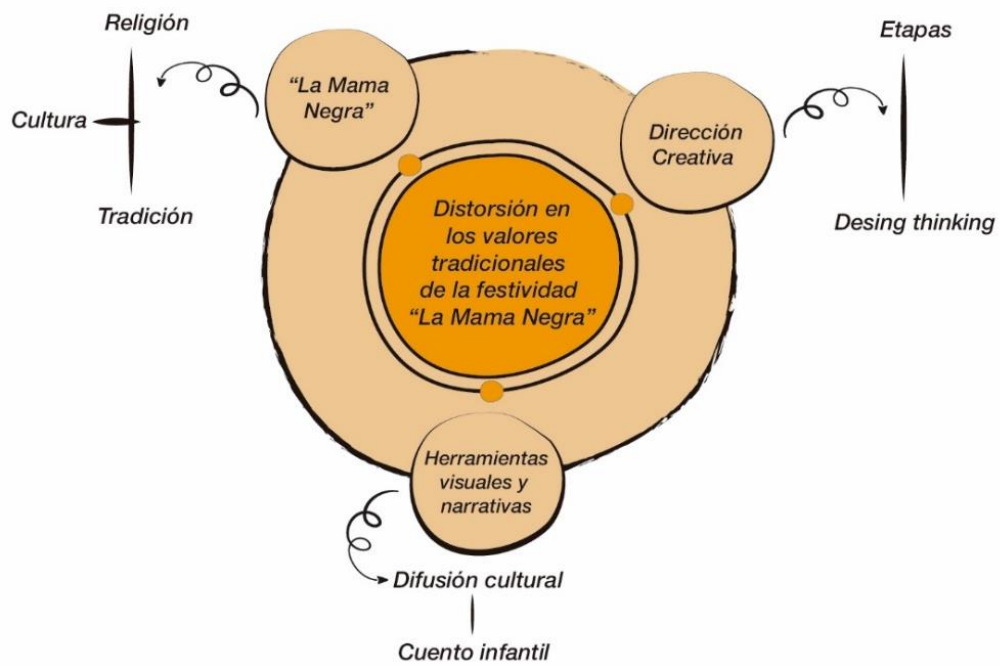 Religión
Cultura
Tradición
“La Mama
Negra”
Dirección
Creativa
Etapas
Desing thinking
Distorsión en
los valores
tradicionales
de la festividad
“La Mama Negra”
Herramientas
visuales y
narrativas
Difusión cultural
Cuento infantil